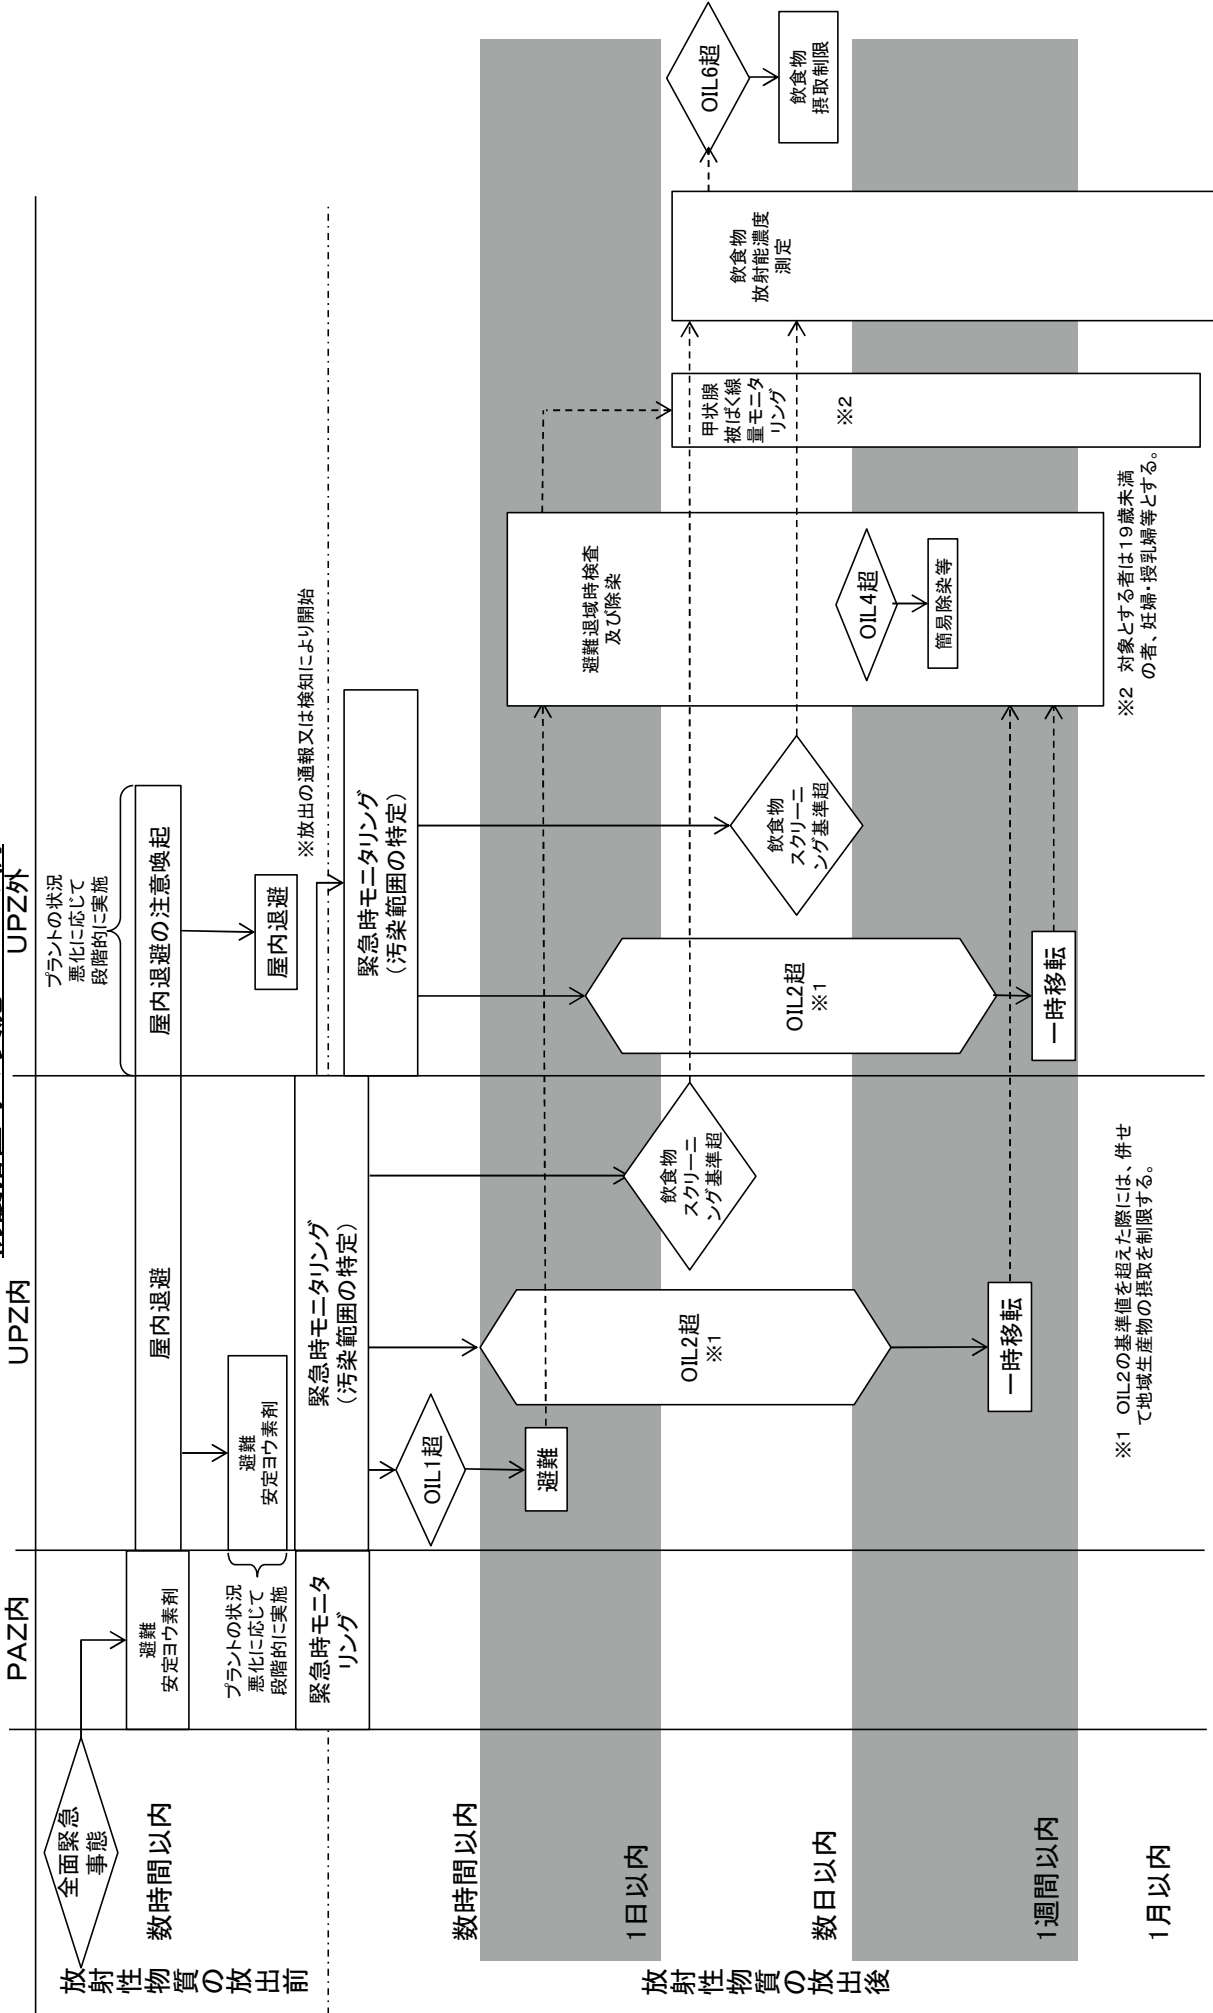 PAZ内
UPZ内
UPZ外
全面緊急
事態
放射性物質の放出前
数時間以内
避難
安定ヨウ素剤
屋内退避
屋内退避の注意喚起
プラントの状況
悪化に応じて
段階的に実施
避難
安定ヨウ素剤
プラントの状況
悪化に応じて
段階的に実施
屋内退避
※放出の通報又は検知により開始
緊急時モニタ
リング
緊急時モニタリング
(汚染範囲の特定)
緊急時モニタリング
(汚染範囲の特定)
放射性物質の放出後
数時間以内
1日以内
数日以内
1週間以内
1月以内
OIL1超
避難
OIL2超
※1
一時移転
飲食物
スクリーニ
ング基準超
OIL2超
※1
一時移転
飲食物
スクリーニ
ング基準超
避難退域時検査
及び除染
OIL4超
簡易除染等
甲状腺
被ばく線
量モニタ
リング
※2
飲食物
放射能濃度
測定
OIL6超
飲食物
摂取制限
※1 OIL2の基準値を超えた際には、併せ
て地域生産物の摂取を制限する。
※2 対象とする者は19歳未満
の者、妊婦・授乳婦等とする。